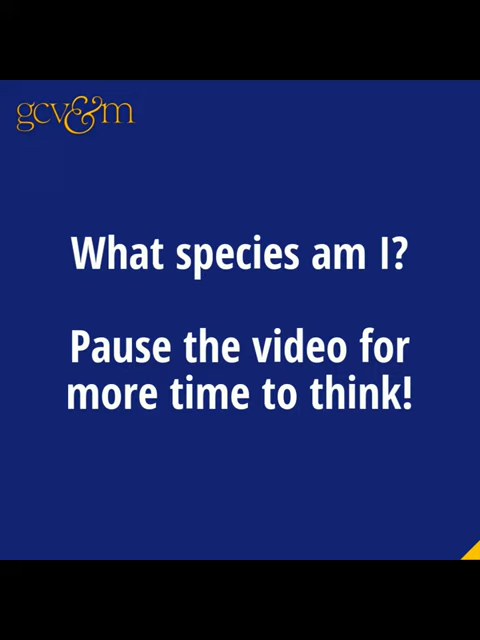 gcv&m
What species am I?
Pause the video for
more time to think!